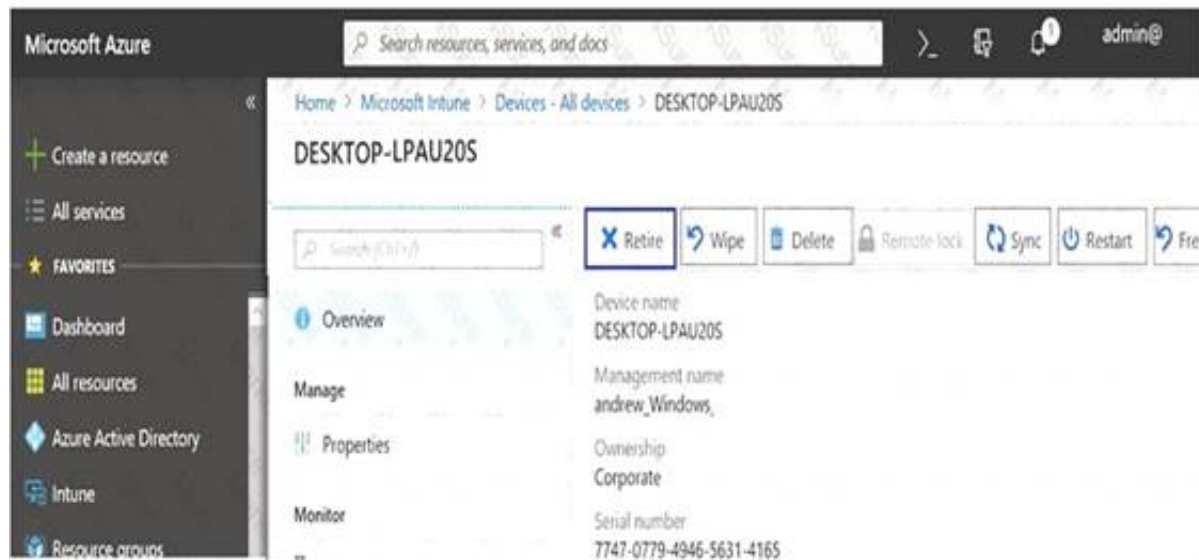 Microsoft Azure
Search resources, services, and docs
admin@
Home > Microsoft Intune > Devices - All devices > DESKTOP-LPAU20S
DESKTOP-LPAU20S
Create a resource
All services
FAVORITES
Dashboard
All resources
Azure Active Directory
Intune
Resource groups
Search (Ctrl+/)
Overview
Manage
Properties
Monitor
Retire Wipe Delete Remote lock Sync Restart Fre
Device name
DESKTOP-LPAU20S
Management name
andrew_Windows_
Ownership
Corporate
Serial number
7747-0779-4946-5631-4165